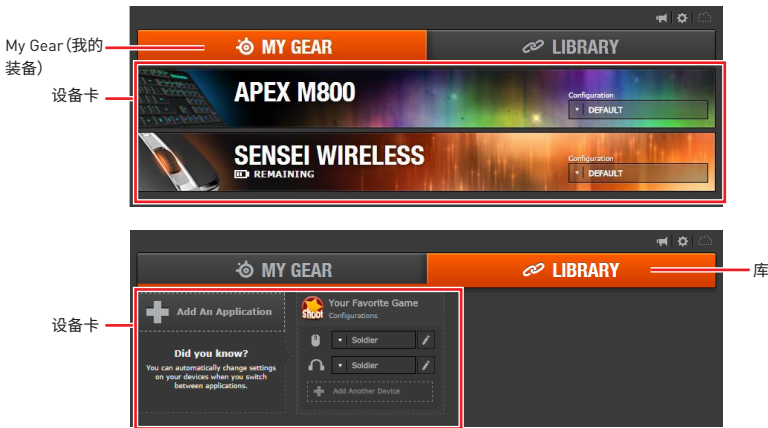 My Gear (我的
装备)
设备卡
MY GEAR
LIBRARY
APEX M800
Configuration
DEFAULT
SENSEI WIRELESS
REMAINING
Configuration
DEFAULT
MY GEAR
LIBRARY
库
设备卡
Add An Application
Did you know?
You can automatically change settings
on your devices when you switch
between applications.
Shoot
Your Favorite Game
Configurations
Soldier
Soldier
Add Another Device